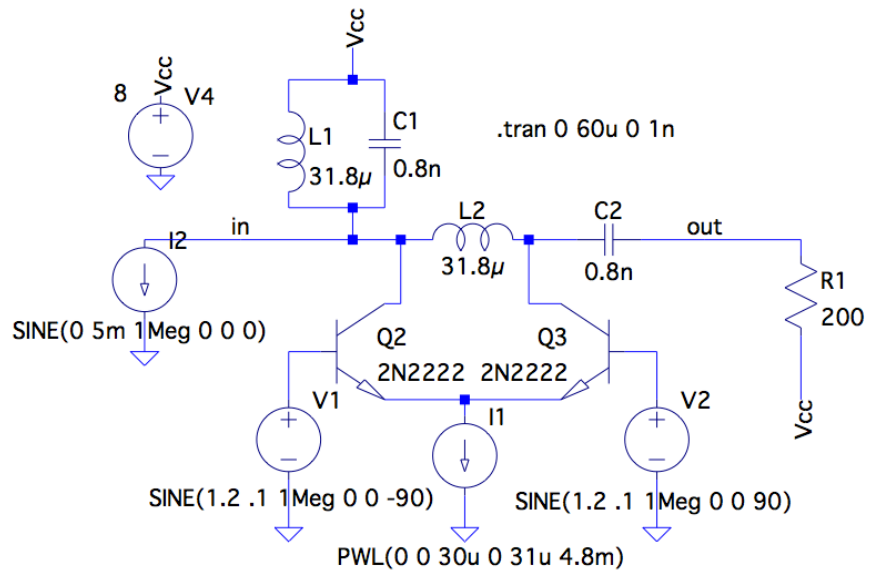 Vcc
8
Vcc
V4
L1
31.8µ
C1
0.8n
.tran 0 60u 0 1n
in
I2
SINE(0 5m 1Meg 0 0 0)
L2
31.8µ
C2
0.8n
out
R1
200
Vcc
Q2
2N2222
Q3
2N2222
V1
SINE(1.2 .1 1Meg 0 0 -90)
I1
PWL(0 0 30u 0 31u 4.8m)
V2
SINE(1.2 .1 1Meg 0 0 90)